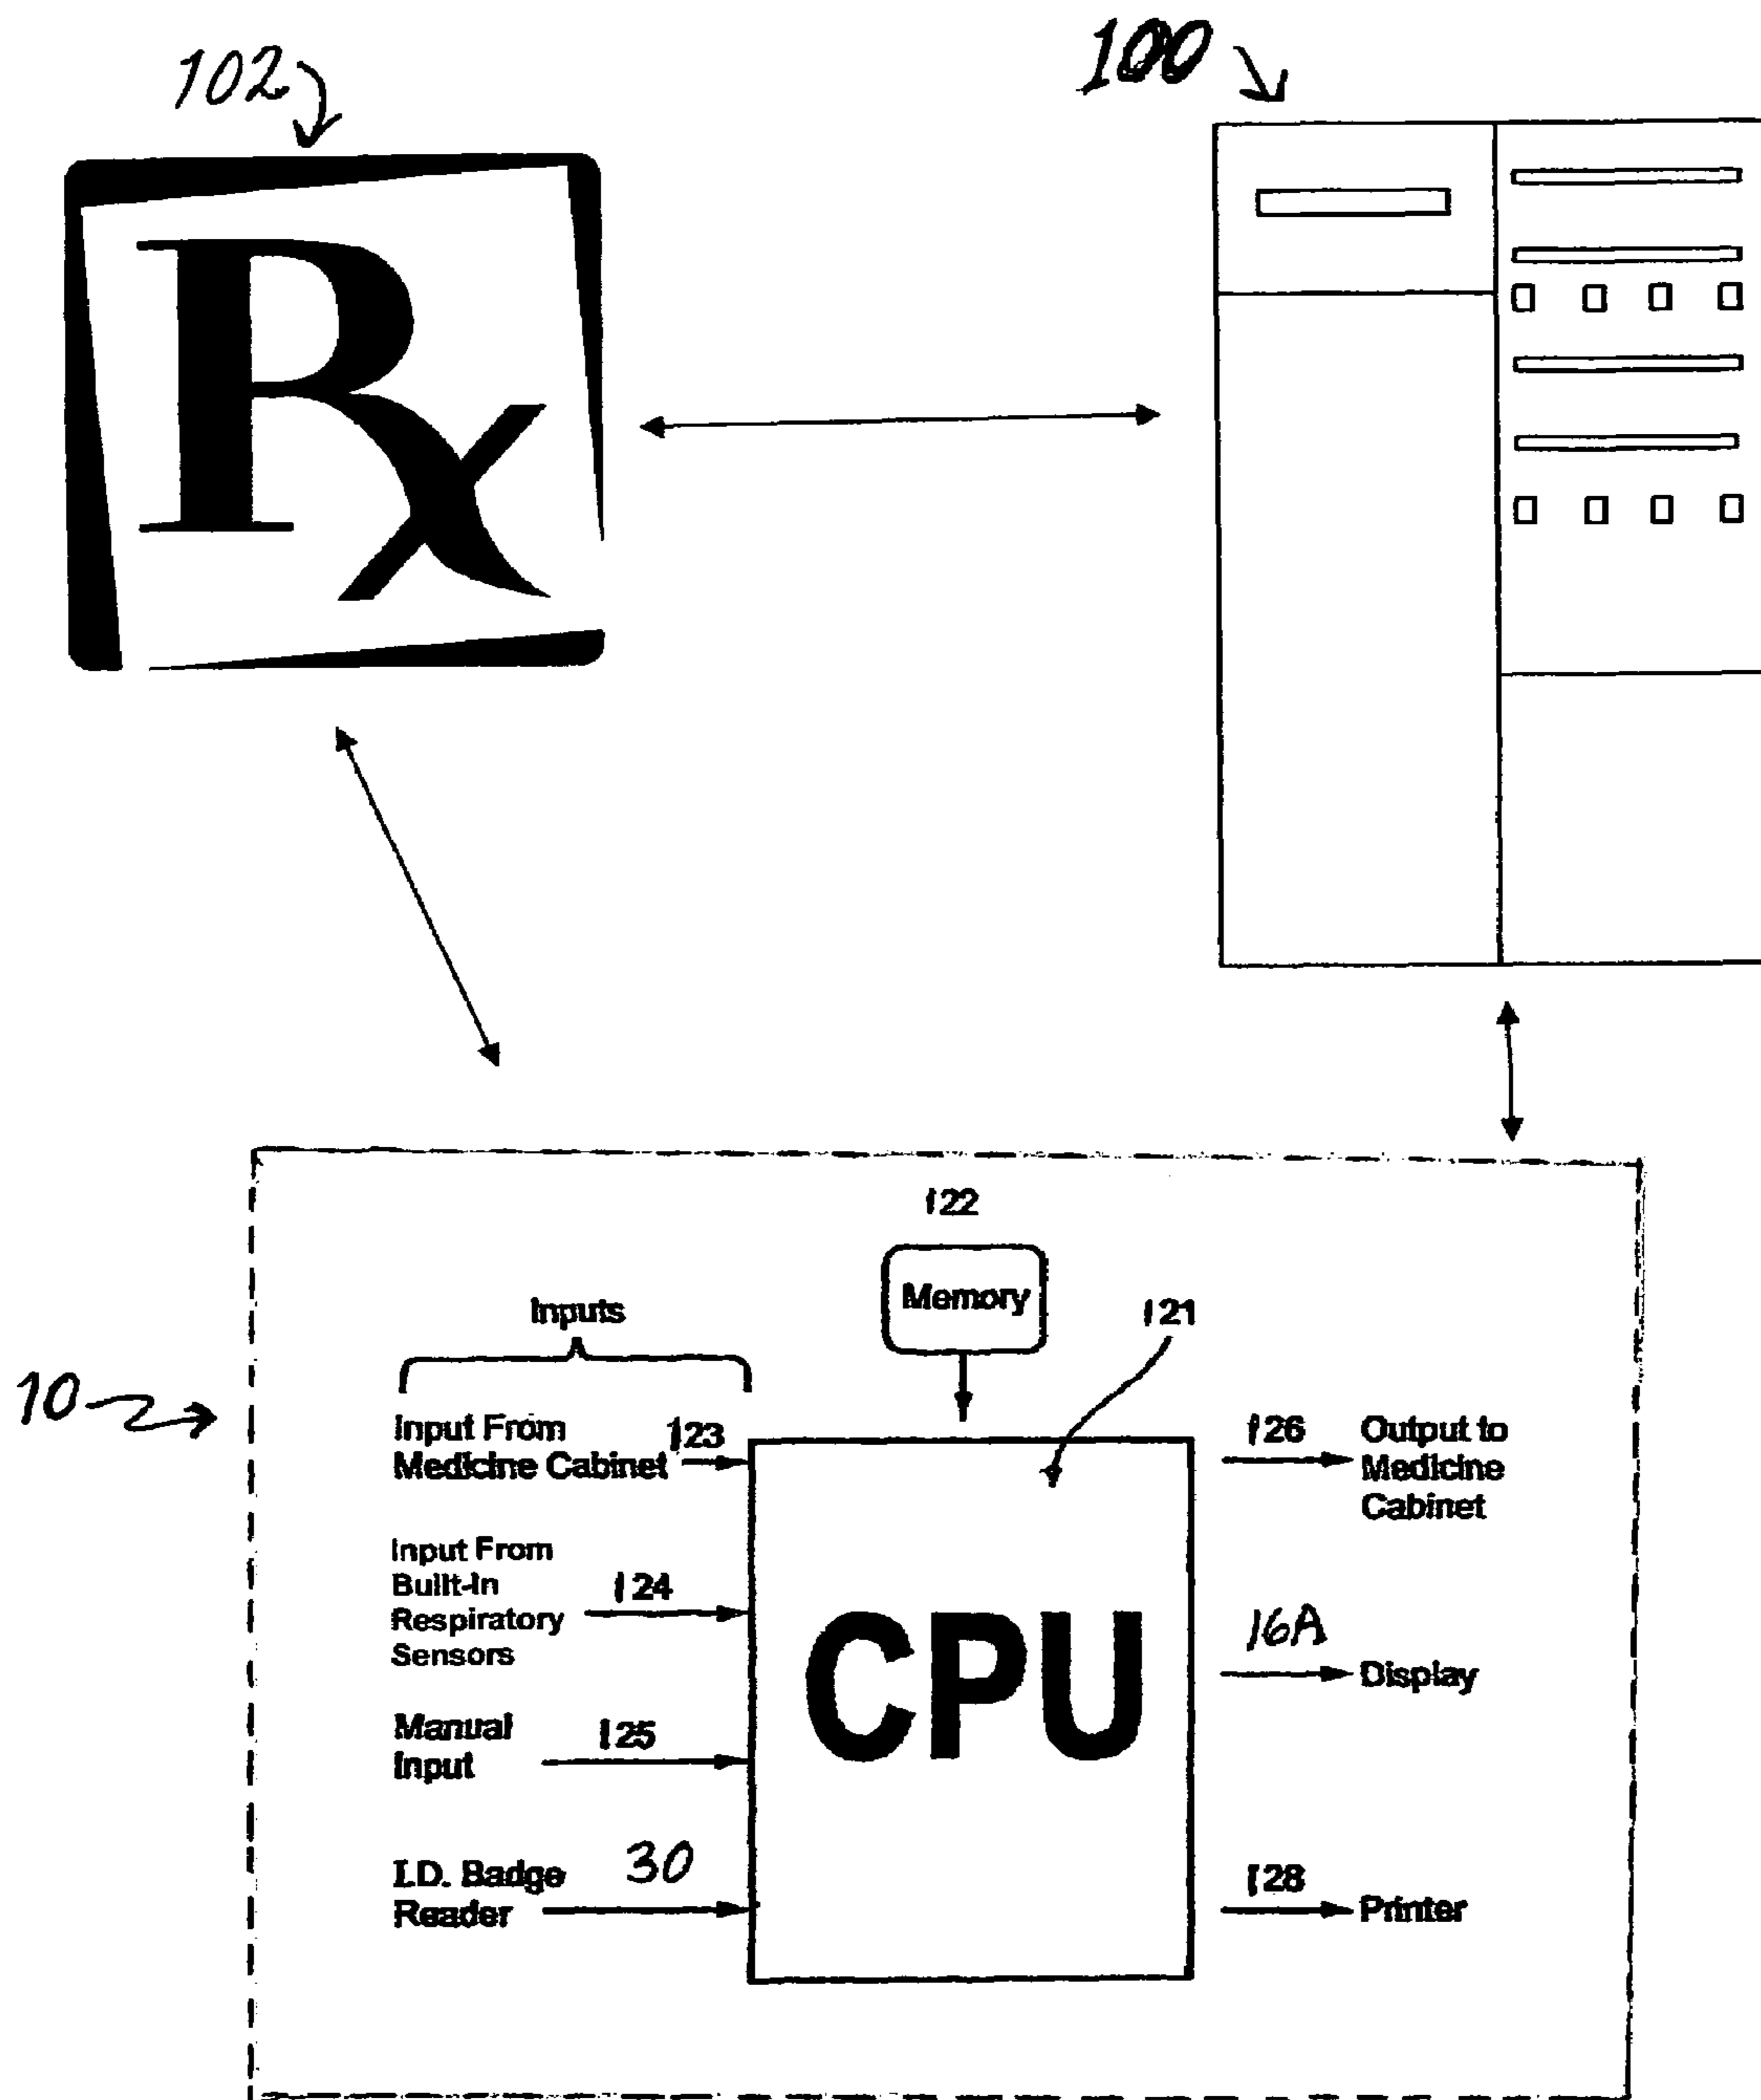 102
100
Rx
122
Memory
Inputs
121
10
Input From
Medicine Cabinet
123
126
Output to
Medicine
Cabinet
Input From
Built-In
Respiratory
Sensors
124
CPU
16A
Display
Manual
Input
125
I.D. Badge
Reader
30
128
Printer